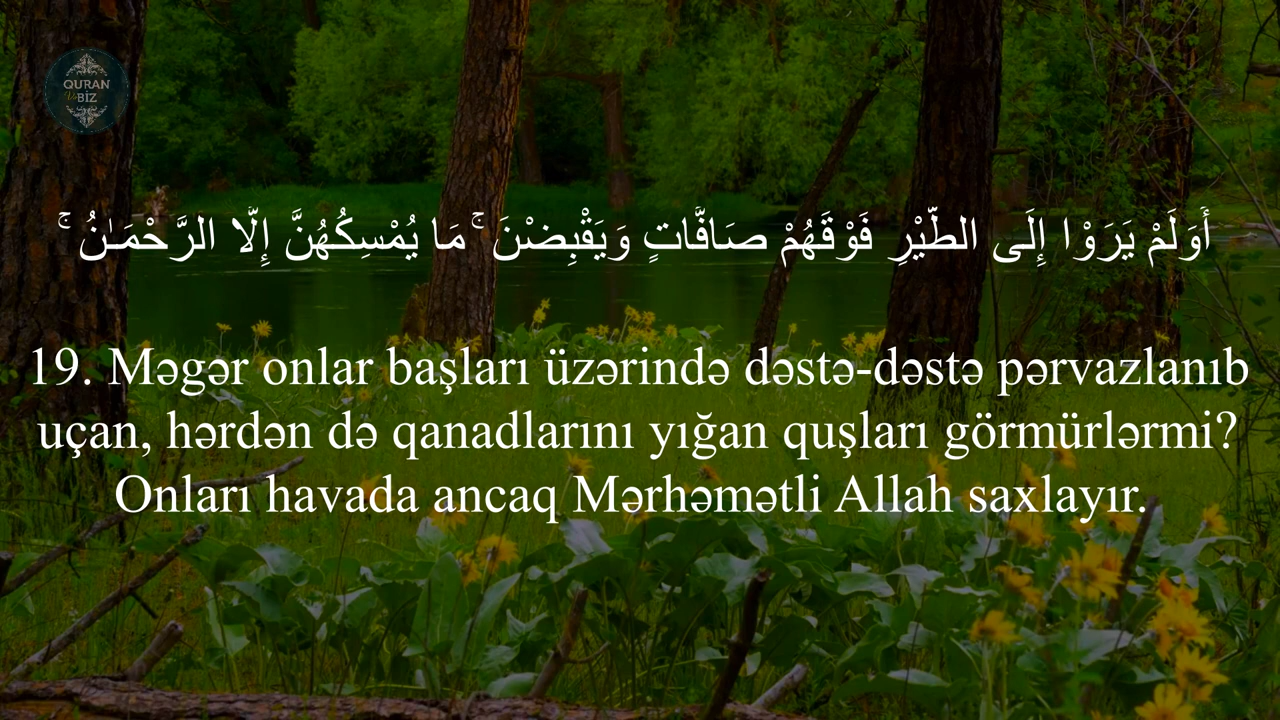 QURAN
Və
BİZ
أَوَلَمْ يَرَوْا إِلَى الطَّيْرِ فَوْقَهُمْ صَافَّاتٍ وَيَقْبِضْنَ ۚ مَا يُمْسِكُهُنَّ إِلَّا الرَّحْمَـٰنُ ۚ
19. Məgər onlar başları üzərində dəstə-dəstə pərvazlanıb
uçan, hərdən də qanadlarını yığan quşları görmürlərmi?
Onları havada ancaq Mərhəmətli Allah saxlayır.